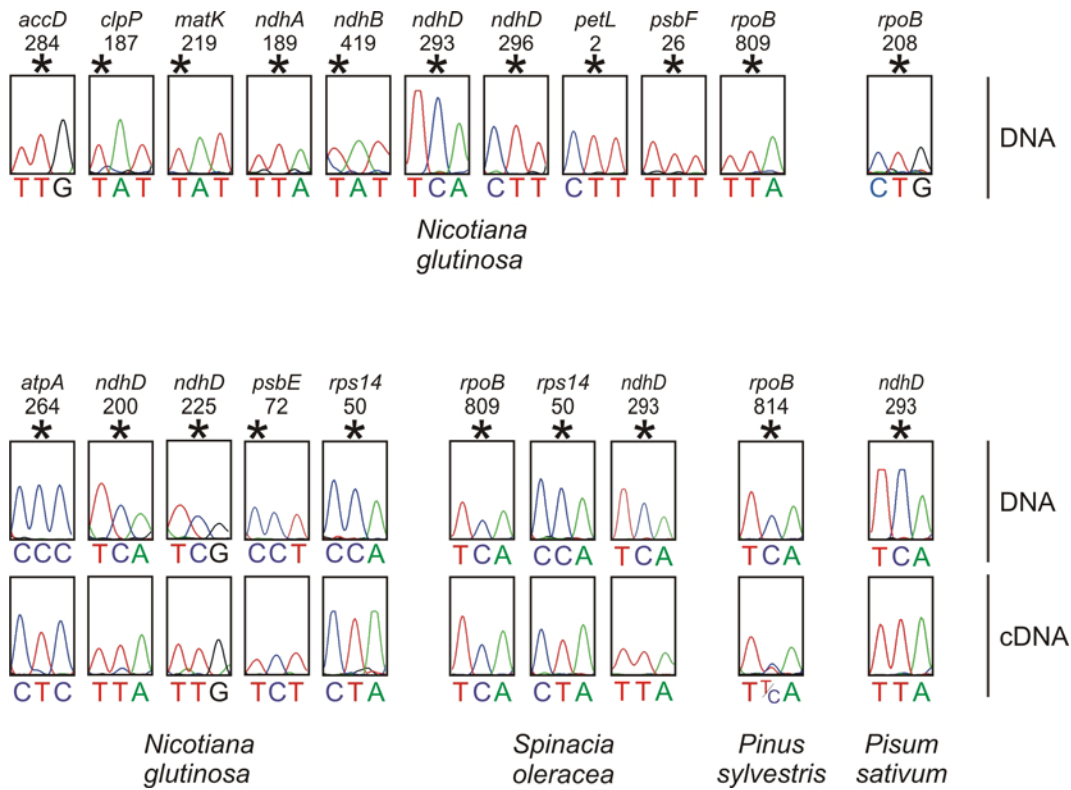 accD clpP matK ndhA ndhB ndhD ndhD petL psbF rpoB rpoB
284 187 219 189 419 293 296 2 26 809 208
* * * * * * * * * * *
DNA
TTG TAT TAT TTA TAT TCA CTT CTT TTT TTA CTG
Nicotiana
glutinosa
atpA ndhD ndhD psbE rps14 rpoB rps14 ndhD rpoB ndhD
264 200 225 72 50 809 50 293 814 293
* * * * * * * * * *
DNA
CCC TCA TCG CCT CCA TCA CCA TCA TCA TCA
cDNA
CTC TTA TTG TCT CTA TCA CTA TTA TT/CA TTA
Nicotiana Spinacia Pinus Pisum
glutinosa oleracea sylvestris sativum